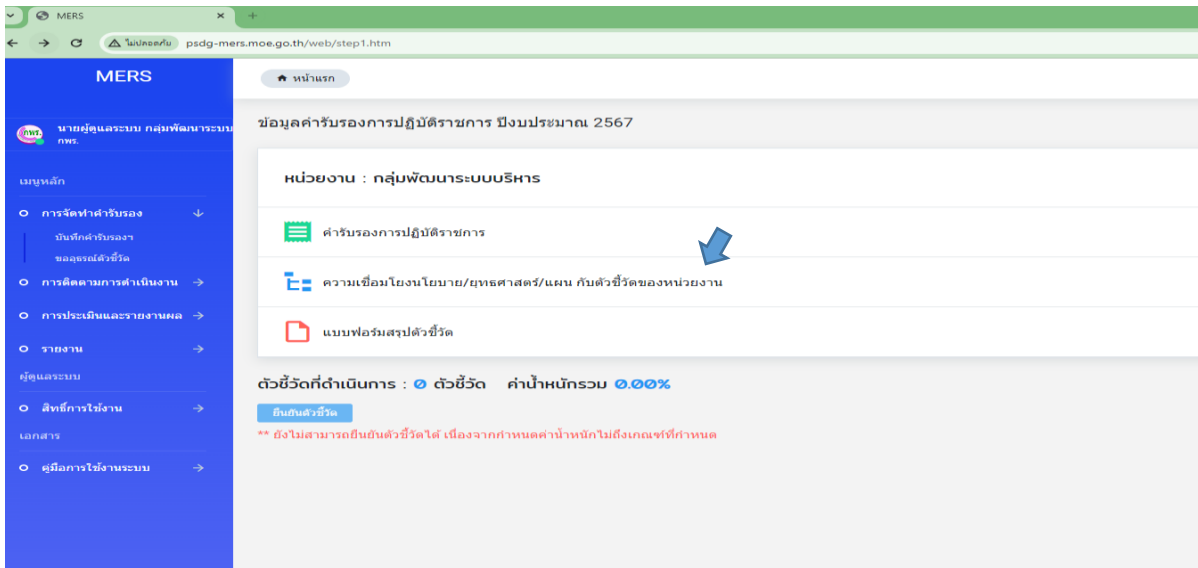 MERS
ไม่ปลอดภัย psdg-mers.moe.go.th/web/step1.htm
MERS
กพร.
นายผู้ดูแลระบบ กลุ่มพัฒนาระบบ
กพร.
เมนูหลัก
การจัดทำคำรับรอง
บันทึกคำรับรองฯ
ขออุธรณ์ตัวชี้วัด
การติดตามการดำเนินงาน
การประเมินและรายงานผล
รายงาน
ผู้ดูแลระบบ
สิทธิ์การใช้งาน
เอกสาร
คู่มือการใช้งานระบบ
หน้าแรก
ข้อมูลคำรับรองการปฏิบัติราชการ ปีงบประมาณ 2567
หน่วยงาน : กลุ่มพัฒนาระบบบริหาร
คำรับรองการปฏิบัติราชการ
ความเชื่อมโยงนโยบาย/ยุทธศาสตร์/แผน กับตัวชี้วัดของหน่วยงาน
แบบฟอร์มสรุปตัวชี้วัด
ตัวชี้วัดที่ดำเนินการ : 0 ตัวชี้วัด ค่าน้ำหนักรวม 0.00%
ยืนยันตัวชี้วัด
** ยังไม่สามารถยืนยันตัวชี้วัดได้ เนื่องจากกำหนดค่าน้ำหนักไม่ถึงเกณฑ์ที่กำหนด